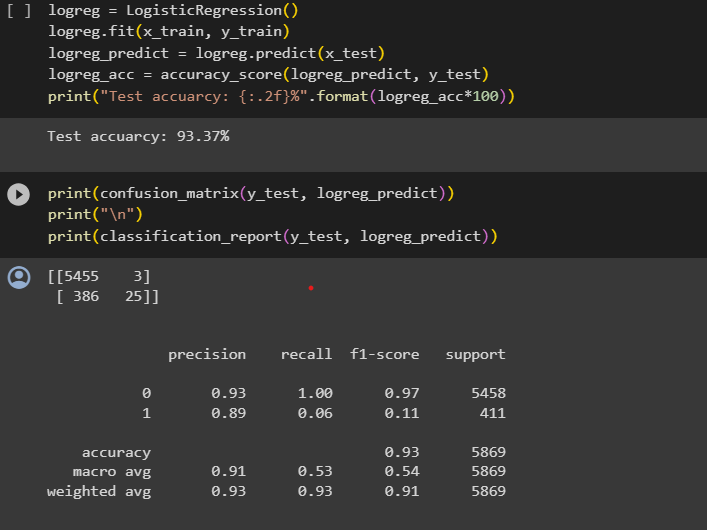 [ ] logreg = LogisticRegression()
logreg.fit(x_train, y_train)
logreg_predict = logreg.predict(x_test)
logreg_acc = accuracy_score(logreg_predict, y_test)
print("Test accuarcy: {:.2f}%".format(logreg_acc*100))
Test accuarcy: 93.37%
print(confusion_matrix(y_test, logreg_predict))
print("\n")
print(classification_report(y_test, logreg_predict))
[[5455    3]
 [ 386   25]]
precision    recall  f1-score   support
0       0.93      1.00      0.97      5458
1       0.89      0.06      0.11       411
accuracy                           0.93      5869
macro avg       0.91      0.53      0.54      5869
weighted avg       0.93      0.93      0.91      5869